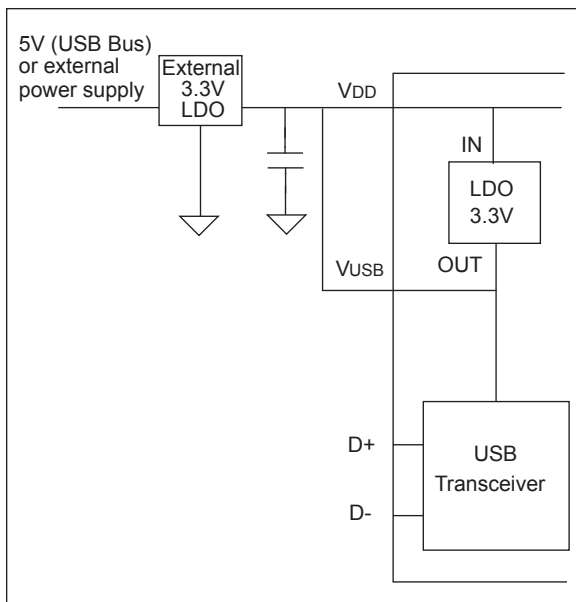 5V (USB Bus)
or external
power supply
External
3.3V
LDO
VDD
IN
LDO
3.3V
OUT
VUSB
D+
D-
USB
Transceiver